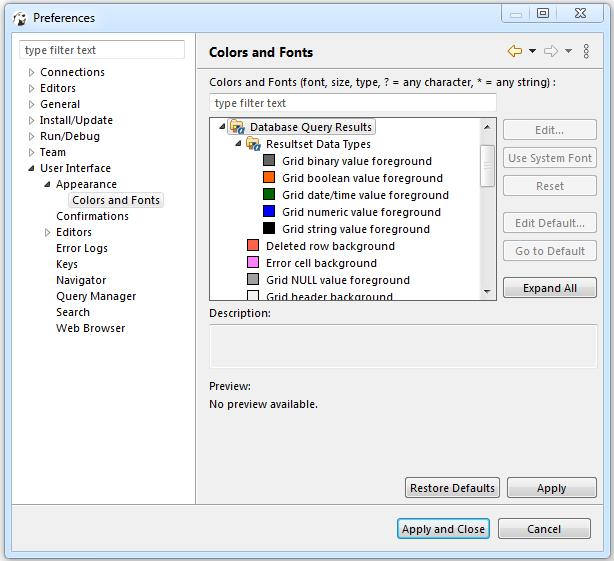 Preferences
type filter text
Connections
Editors
General
Install/Update
Run/Debug
Team
User Interface
Appearance
Colors and Fonts
Confirmations
Editors
Error Logs
Keys
Navigator
Query Manager
Search
Web Browser
Colors and Fonts
Colors and Fonts (font, size, type, ? = any character, * = any string) :
type filter text
Database Query Results
Resultset Data Types
Grid binary value foreground
Grid boolean value foreground
Grid date/time value foreground
Grid numeric value foreground
Grid string value foreground
Deleted row background
Error cell background
Grid NULL value foreground
Grid header background
Edit...
Use System Font
Reset
Edit Default...
Go to Default
Expand All
Description:
Preview:
No preview available.
Restore Defaults
Apply
Apply and Close
Cancel